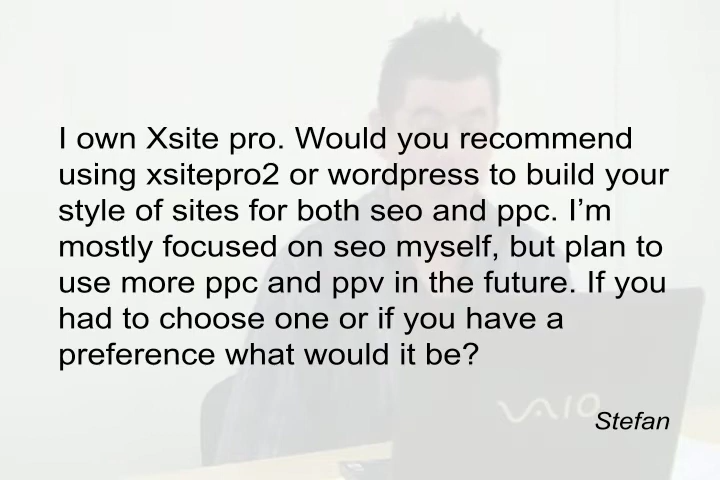 I own Xsite pro. Would you recommend
using xsitepro2 or wordpress to build your
style of sites for both seo and ppc. I’m
mostly focused on seo myself, but plan to
use more ppc and ppv in the future. If you
had to choose one or if you have a
preference what would it be?
VAIO
Stefan